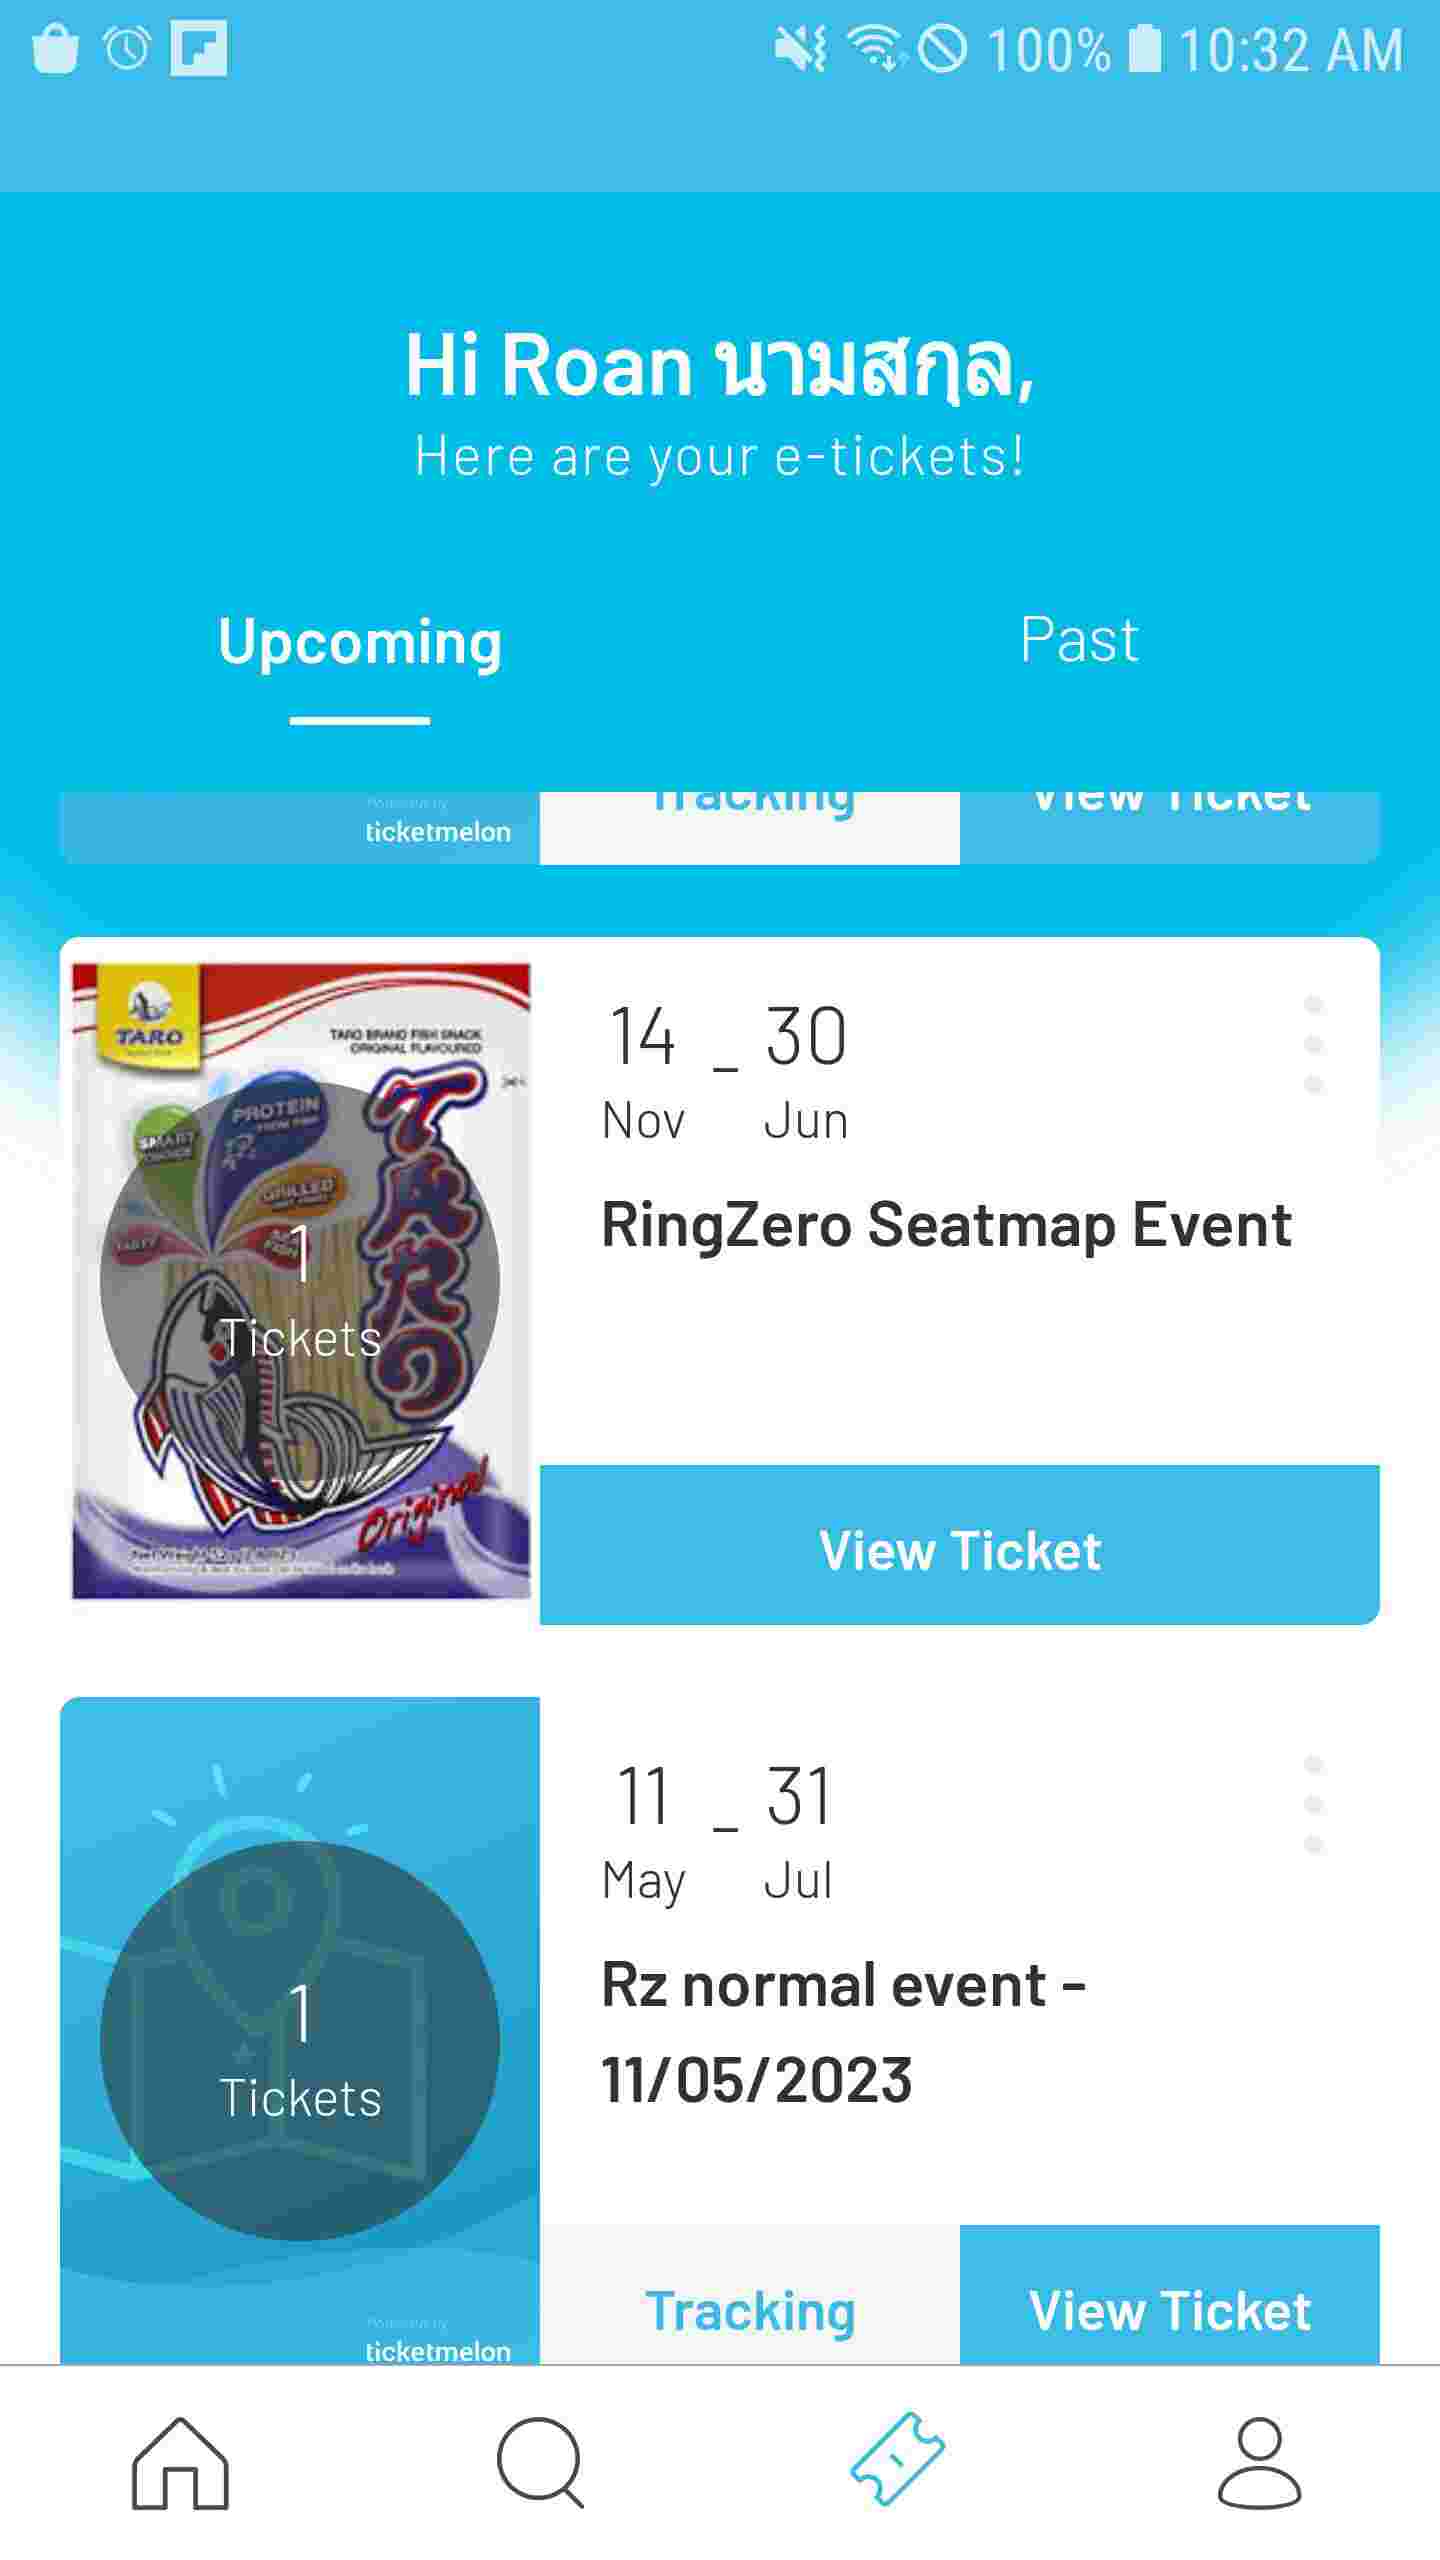 100% 10:32 AM
Hi Roan นามสกุล,
Here are your e-tickets!
Upcoming Past
Powered by
ticketmelon
Tracking View Ticket
TARO
TARO BRAND FISH SNACK
ORIGINAL FLAVOURED
PROTEIN
SMART
CHOICE
GRILLED
TASTY
TARO
Original
1
Tickets
14 _ 30
Nov Jun
RingZero Seatmap Event
View Ticket
1
Tickets
11 _ 31
May Jul
Rz normal event -
11/05/2023
Powered by
ticketmelon
Tracking View Ticket